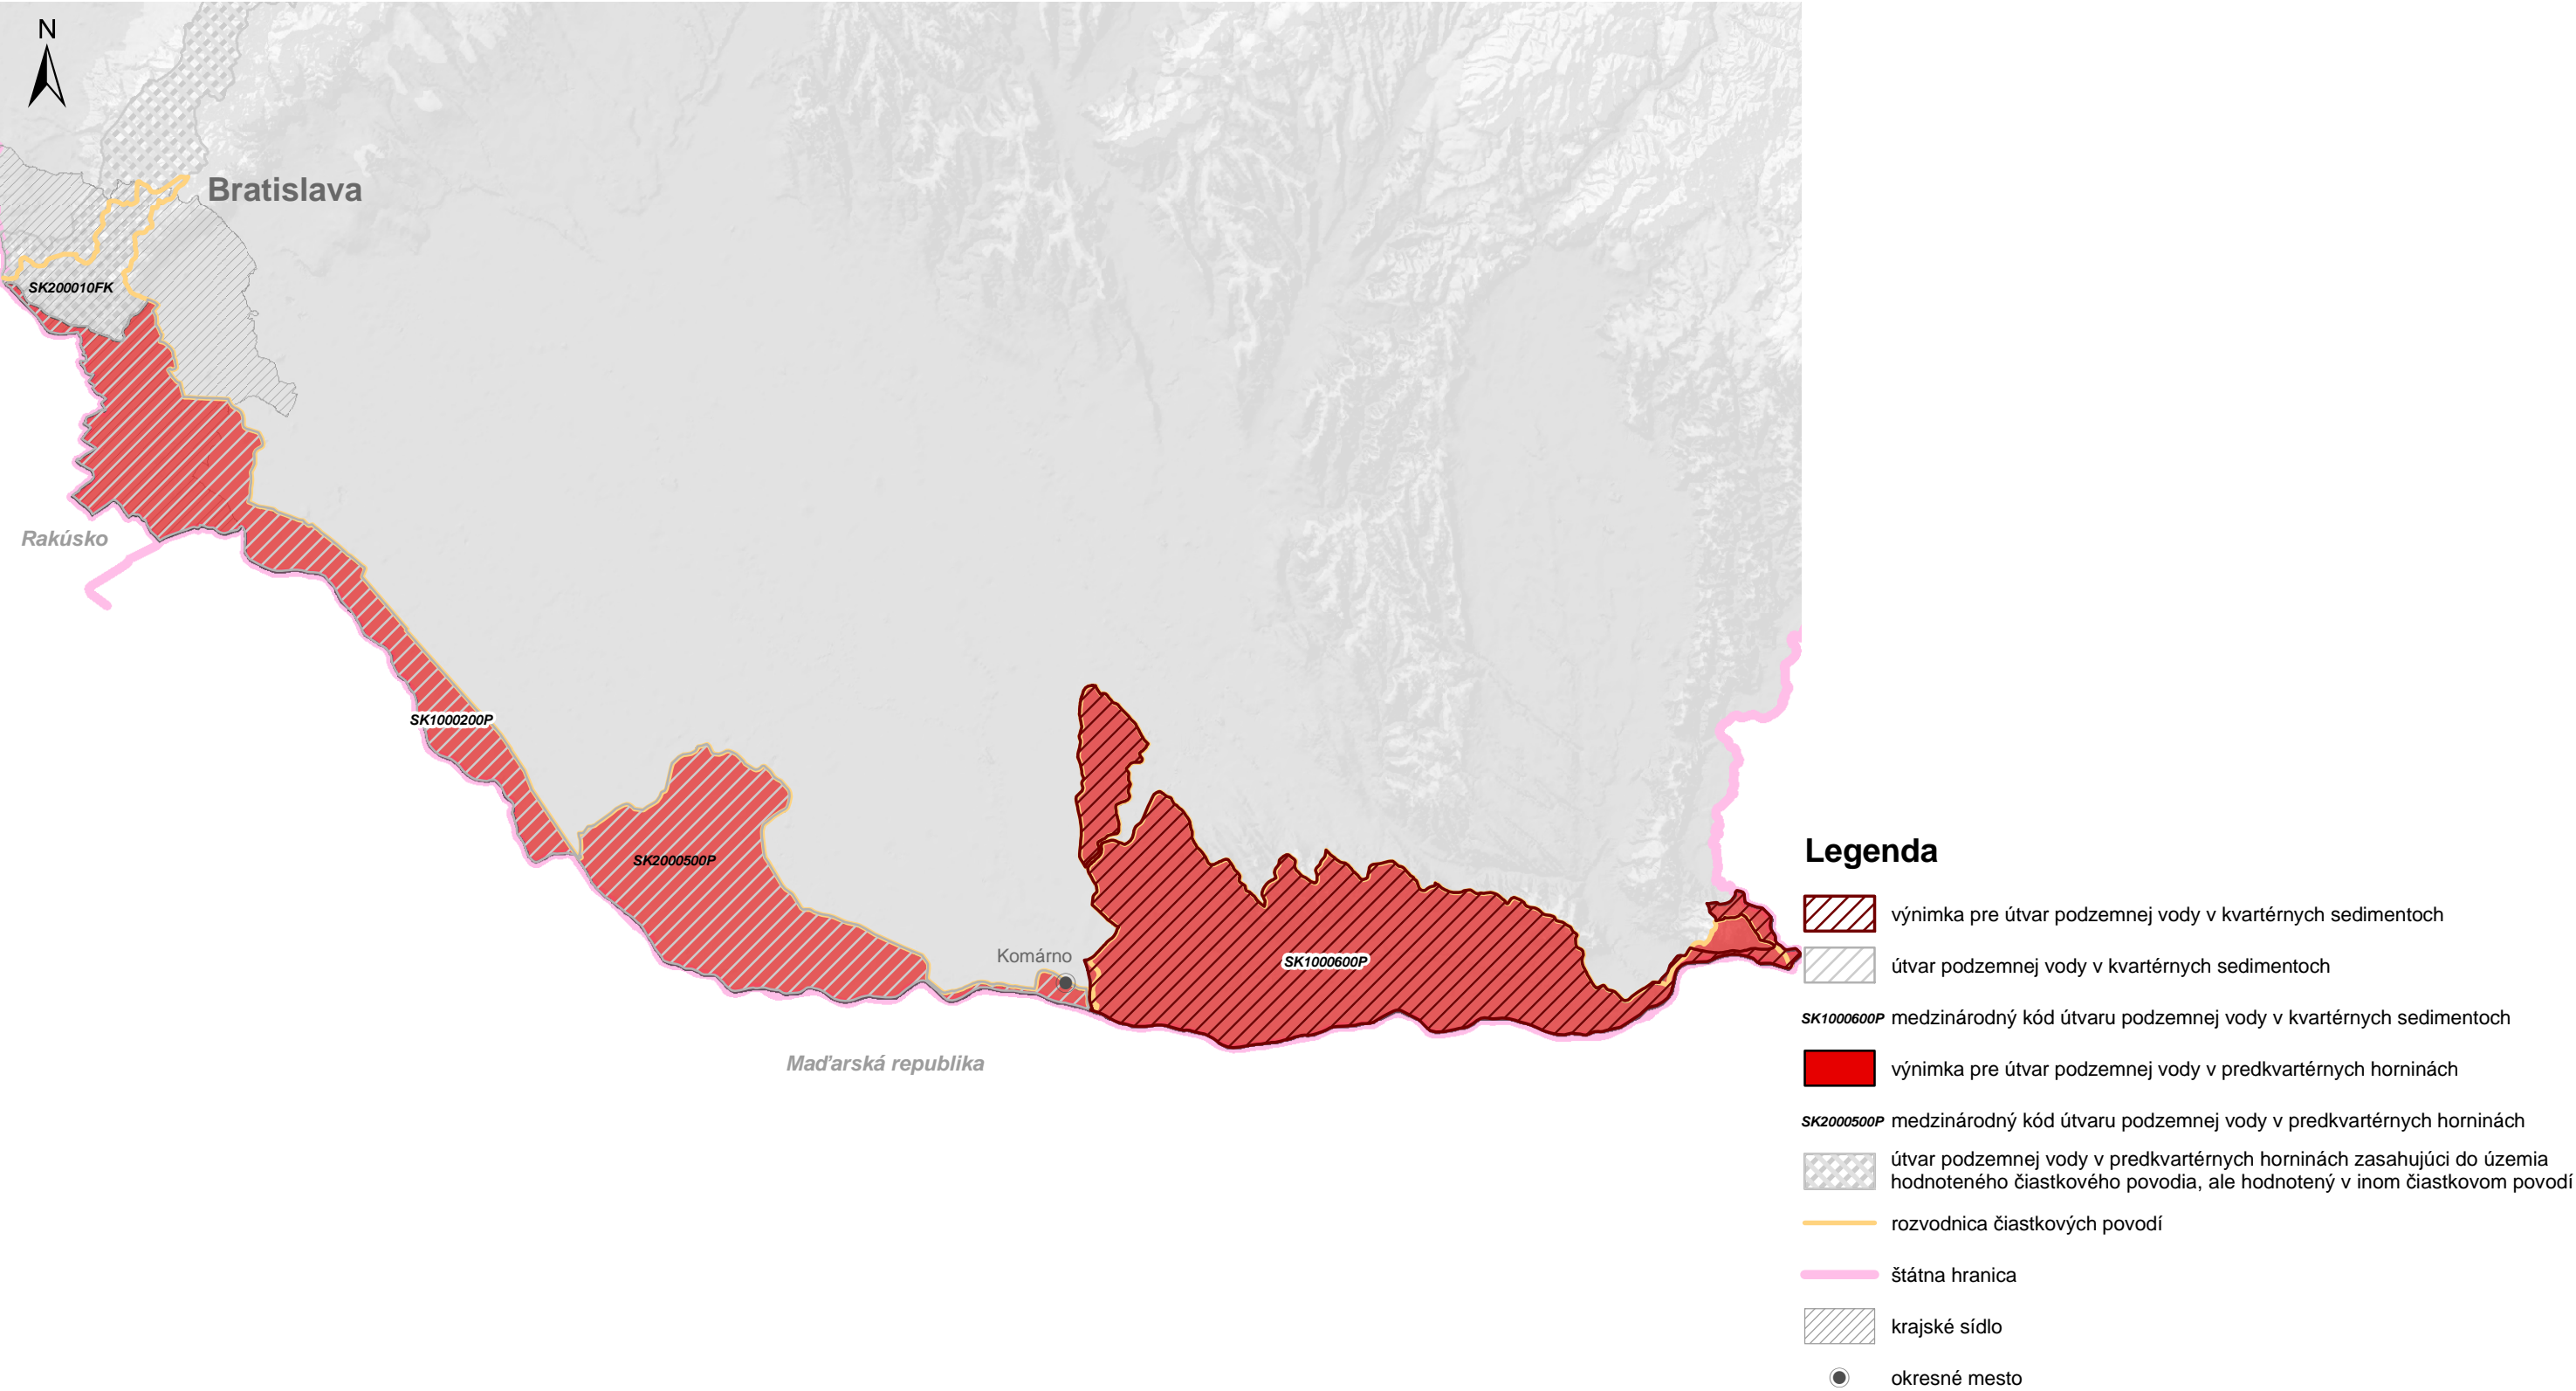 N
Bratislava
SK200010FK
Rakúsko
SK1000200P
SK2000500P
Komárno
SK1000600P
Maďarská republika
Legenda
výnimka pre útvar podzemnej vody v kvartérnych sedimentoch
útvar podzemnej vody v kvartérnych sedimentoch
SK1000600P medzinárodný kód útvaru podzemnej vody v kvartérnych sedimentoch
výnimka pre útvar podzemnej vody v predkvartérnych horninách
SK2000500P medzinárodný kód útvaru podzemnej vody v predkvartérnych horninách
útvar podzemnej vody v predkvartérnych horninách zasahujúci do územia
hodnoteného čiastkového povodia, ale hodnotený v inom čiastkovom povodí
rozvodnica čiastkových povodí
štátna hranica
krajské sídlo
okresné mesto